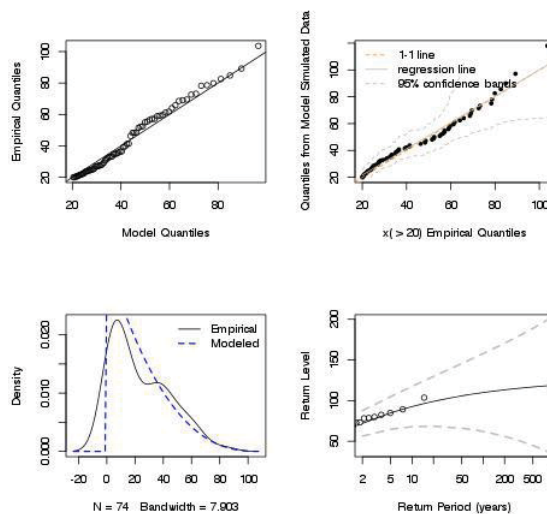 Empirical Quantiles
100
80
60
40
20
20 40 60 80
Model Quantiles
Quantiles from Model Simulated Data
120
100
80
60
40
20
1-1 line
regression line
95% confidence bands
20 40 60 80 100
x( > 20) Empirical Quantiles
Density
0.020
0.010
0.000
Empirical
Modeled
-20 0 20 40 60 80 100
N = 74 Bandwidth = 7.903
Return Level
200
150
100
50
2 5 10 50 200 500
Return Period (years)